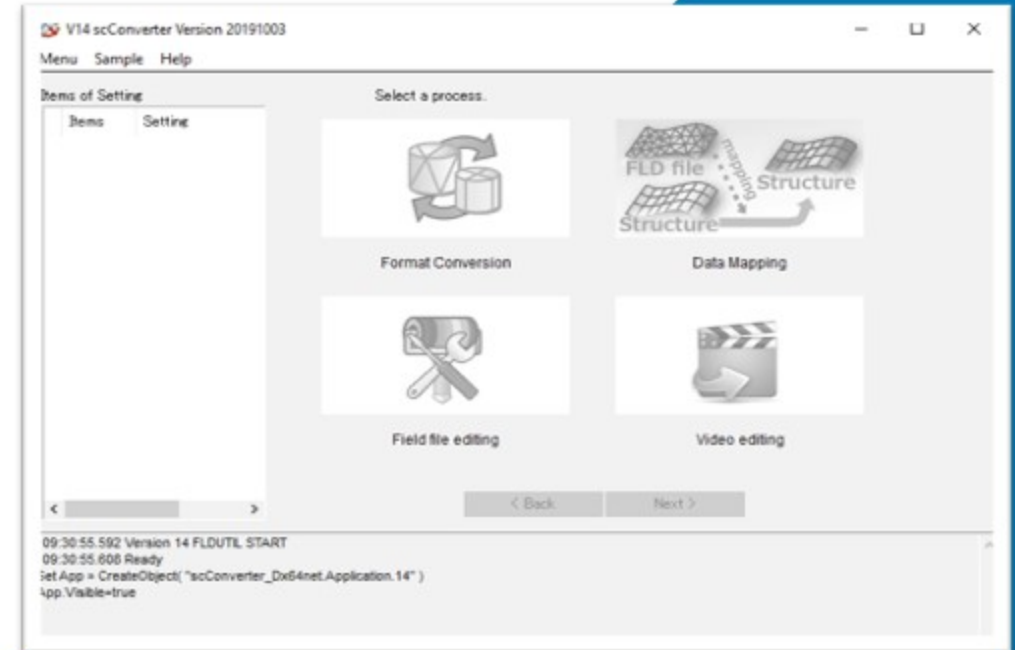 V14 scConverter Version 20191003
Menu Sample Help
Items of Setting
Select a process.
Items Setting
FLD file
mapping
Structure
Structure
Format Conversion
Data Mapping
Field file editing
Video editing
< Back
Next >
09:30:55.592 Version 14 FLDUTIL START
09:30:55.608 Ready
Set App = CreateObject( "scConverter_Dx64net.Application.14" )
App.Visible=true